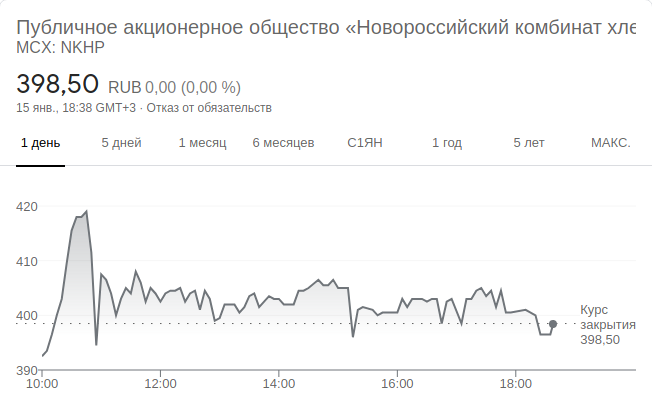 Публичное акционерное общество «Новороссийский комбинат хле
MCX: NKHP
398,50 RUB 0,00 (0,00 %)
15 янв., 18:38 GMT+3 · Отказ от обязательств
1 день 5 дней 1 месяц 6 месяцев С1ЯН 1 год 5 лет МАКС.
420
410
400
390
Курс
закрытия
398,50
10:00 12:00 14:00 16:00 18:00